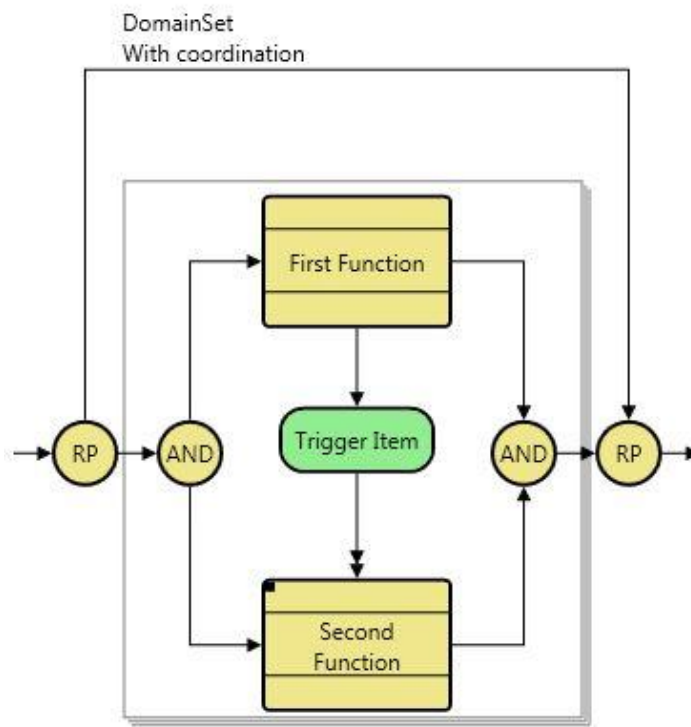 DomainSet
With coordination
First Function
RP
AND
Trigger Item
AND
RP
Second
Function